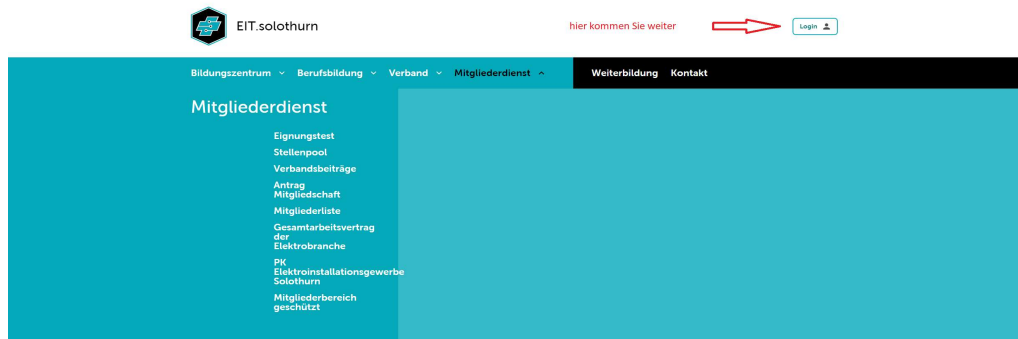 EIT.solothurn
hier kommen Sie weiter
Login
Bildungszentrum Berufsbildung Verband Mitgliederdienst Weiterbildung Kontakt
Mitgliederdienst
Eignungstest
Stellenpool
Verbandsbeiträge
Antrag
Mitgliedschaft
Mitgliederliste
Gesamtarbeitsvertrag
der
Elektrobranche
PK
Elektroinstallationsgewerbe
Solothurn
Mitgliederbereich
geschützt